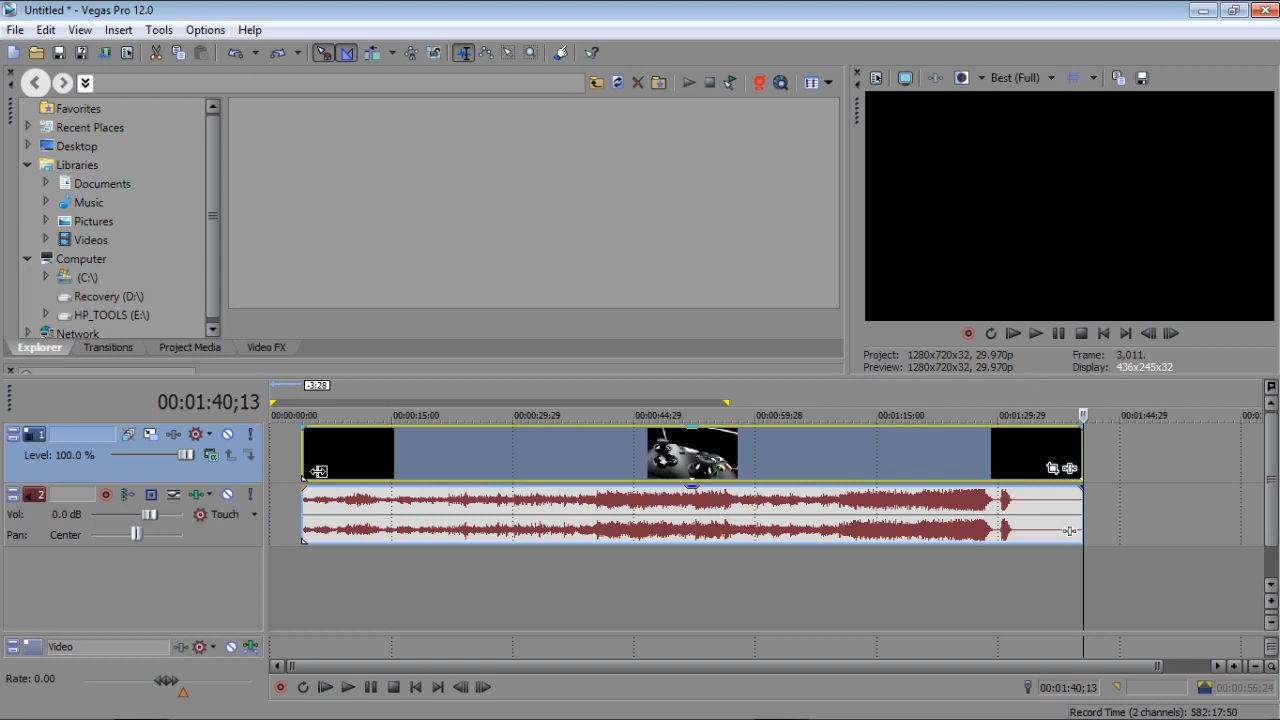 Untitled * - Vegas Pro 12.0
File Edit View Insert Tools Options Help
Best (Full)
Favorites
Recent Places
Desktop
Libraries
Documents
Music
Pictures
Videos
Computer
(C:\)
Recovery (D:\)
HP_TOOLS (E:\)
Network
Explorer Transitions Project Media Video FX
Project: 1280x720x32, 29.970p Frame: 3,011.
Preview: 1280x720x32, 29.970p Display: 436x245x32
-3;28
00:01:40;13
00:00:00;00 00:00:15;00 00:00:29;29 00:00:44;29 00:00:59;28 00:01:15;00 00:01:29;29 00:01:44;29 00:0
1
Level: 100.0 %
2
Vol: 0.0 dB Touch
Pan: Center
Video
Rate: 0.00
00:01:40;13 00:00:56;24
Record Time (2 channels): 582:17:50